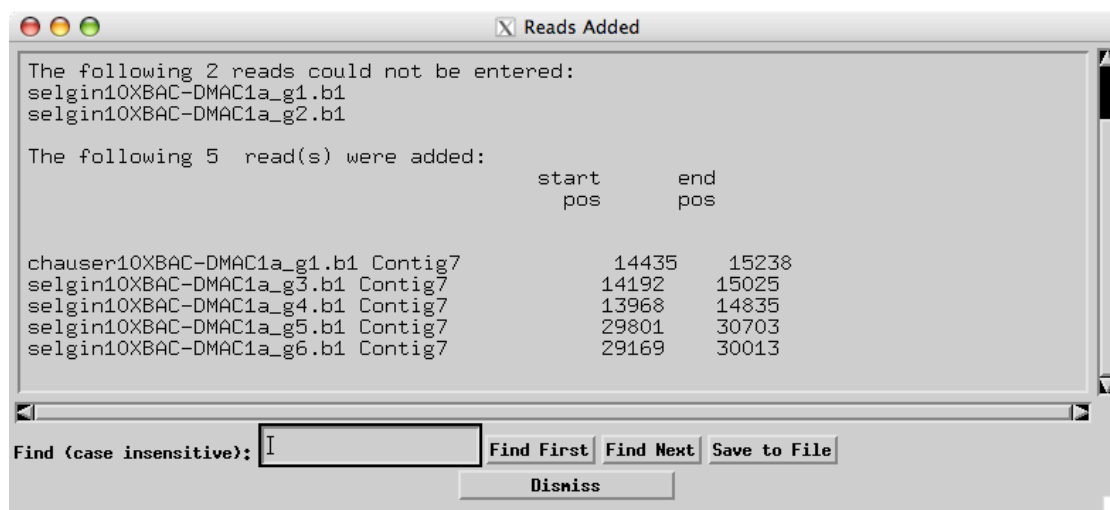 Reads Added
The following 2 reads could not be entered:
selgin10XBAC-DMAC1a_g1.b1
selgin10XBAC-DMAC1a_g2.b1
The following 5  read(s) were added:
start end
pos pos
chauser10XBAC-DMAC1a_g1.b1 Contig7 14435 15238
selgin10XBAC-DMAC1a_g3.b1 Contig7 14192 15025
selgin10XBAC-DMAC1a_g4.b1 Contig7 13968 14835
selgin10XBAC-DMAC1a_g5.b1 Contig7 29801 30703
selgin10XBAC-DMAC1a_g6.b1 Contig7 29169 30013
Find (case insensitive): Find First Find Next Save to File
Dismiss